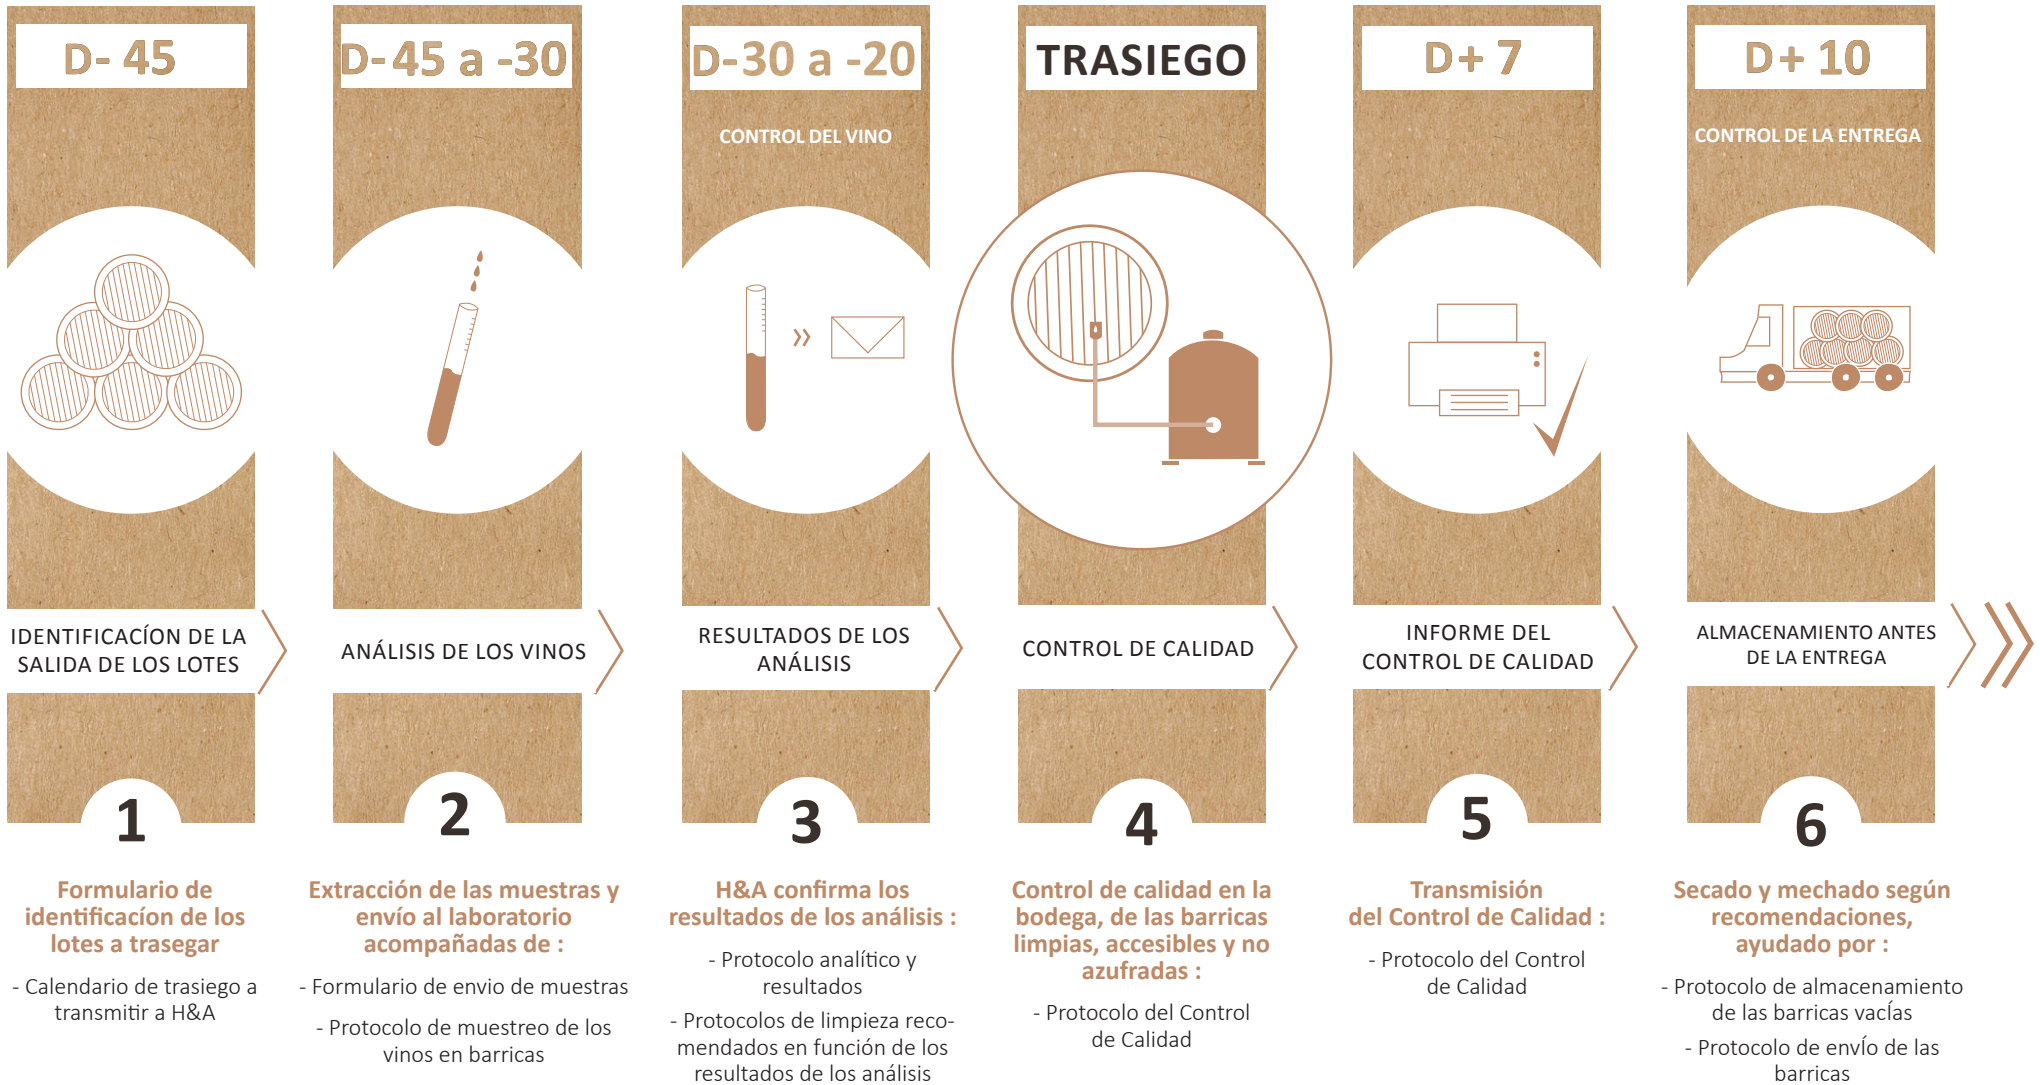 D- 45
D- 45 a -30
D-30 a -20
CONTROL DEL VINO
TRASIEGO
D+ 7
D+ 10
CONTROL DE LA ENTREGA
IDENTIFICACÍON DE LA
SALIDA DE LOS LOTES
ANÁLISIS DE LOS VINOS
RESULTADOS DE LOS
ANÁLISIS
CONTROL DE CALIDAD
INFORME DEL
CONTROL DE CALIDAD
ALMACENAMIENTO ANTES
DE LA ENTREGA
1
Formulario de
identificacíon de los
lotes a trasegar
- Calendario de trasiego a
transmitir a H&A
2
Extracción de las muestras y
envío al laboratorio
acompañadas de :
- Formulario de envio de muestras
- Protocolo de muestreo de los
vinos en barricas
3
H&A confirma los
resultados de los análisis :
- Protocolo analítico y
resultados
- Protocolos de limpieza reco-
mendados en función de los
resultados de los análisis
4
Control de calidad en la
bodega, de las barricas
limpias, accesibles y no
azufradas :
- Protocolo del Control
de Calidad
5
Transmisión
del Control de Calidad :
- Protocolo del Control
de Calidad
6
Secado y mechado según
recomendaciones,
ayudado por :
- Protocolo de almacenamiento
de las barricas vacías
- Protocolo de envÍo de las
barricas